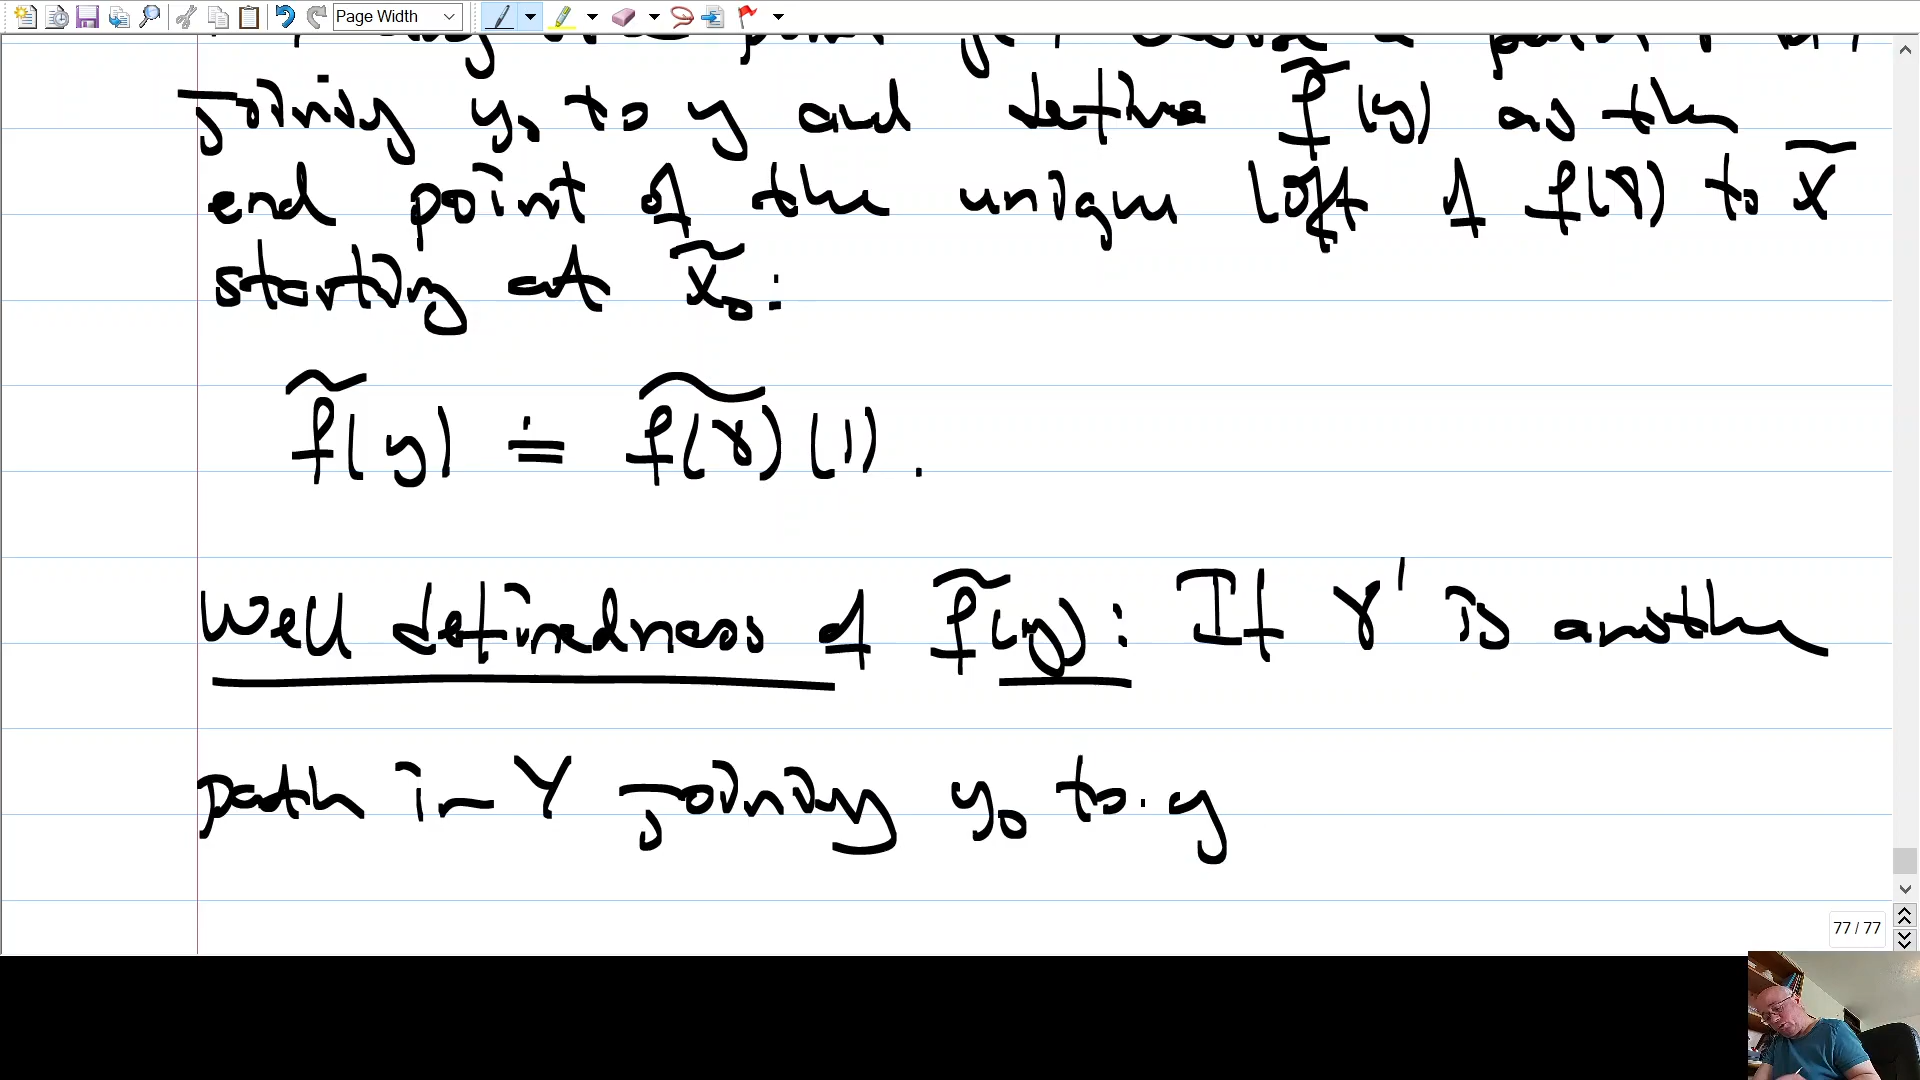 Page Width
joining y₀ to y and define f̃(y) as the
end point of the unique lift of f(γ) to X̃
starting at x̃₀:
f̃(y) ≐ \widetilde{f(γ)}(1).
Well definedness of f̃(y): If γ' is another
path in Y joining y₀ to y
77 / 77